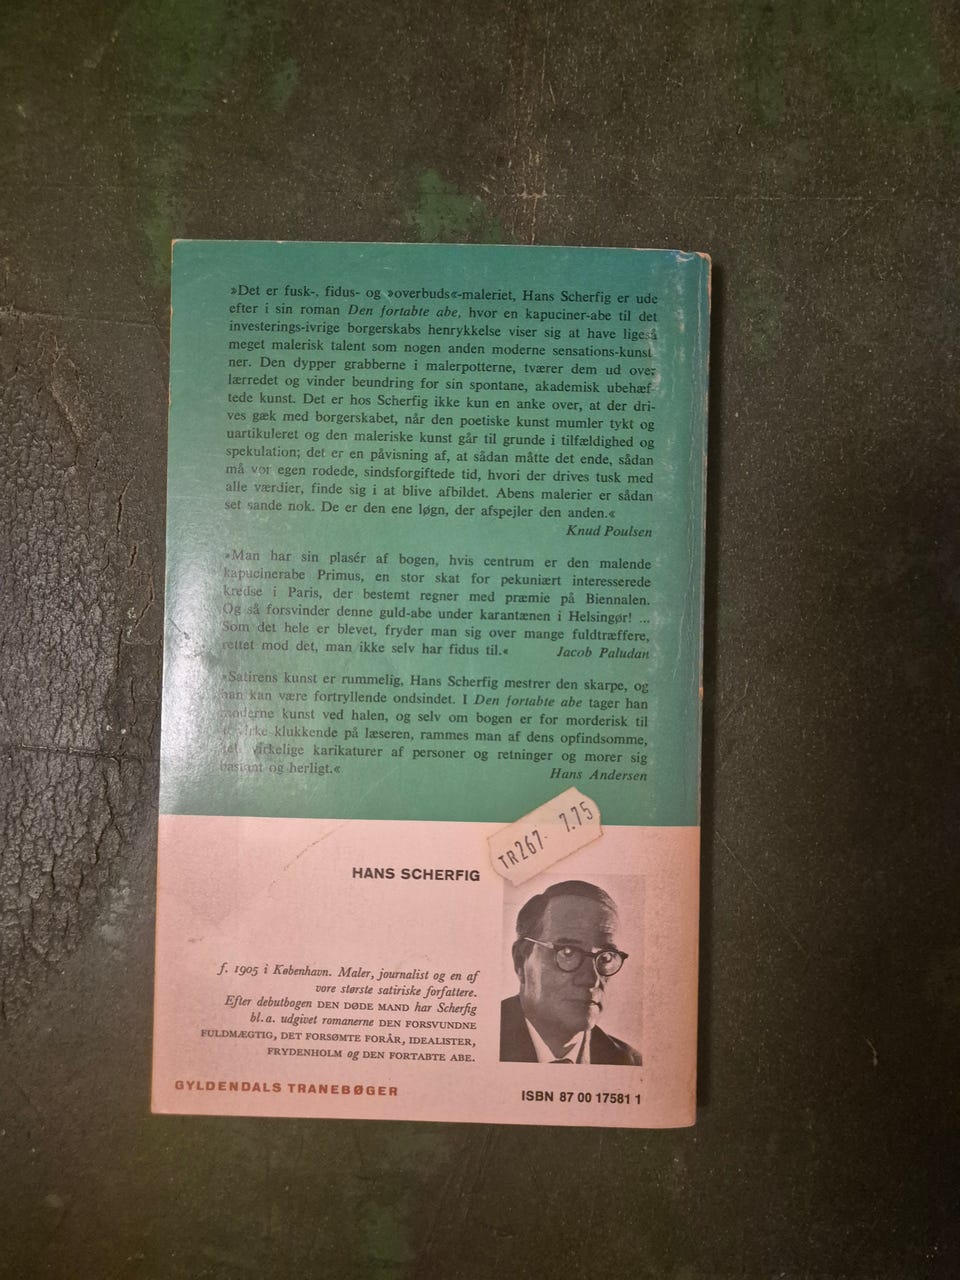 »Det er fusk-, fidus- og »overbuds«-maleriet, Hans Scherfig er ude
efter i sin roman Den fortabte abe, hvor en kapuciner-abe til det
investerings-ivrige borgerskabs henrykkelse viser sig at have ligeså
meget malerisk talent som nogen anden moderne sensations-kunst
ner. Den dypper grabberne i malerpotterne, tværer dem ud over
lærredet og vinder beundring for sin spontane, akademisk ubehæf-
tede kunst. Det er hos Scherfig ikke kun en anke over, at der dri-
ves gæk med borgerskabet, når den poetiske kunst mumler tykt og
uartikuleret og den maleriske kunst går til grunde i tilfældighed og
spekulation; det er en påvisning af, at sådan måtte det ende, sådan
må vor egen rodede, sindsforgiftede tid, hvori der drives tusk med
alle værdier, finde sig i at blive afbildet. Abens malerier er sådan
set sande nok. De er den ene løgn, der afspejler den anden.«
Knud Poulsen
»Man har sin plasér af bogen, hvis centrum er den malende
kapucinerabe Primus, en stor skat for pekuniært interesserede
kredse i Paris, der bestemt regner med præmie på Biennalen.
Og så forsvinder denne guld-abe under karantænen i Helsingør! ...
Som det hele er blevet, fryder man sig over mange fuldtræffere,
rettet mod det, man ikke selv har fidus til.« Jacob Paludan
»Satirens kunst er rummelig, Hans Scherfig mestrer den skarpe, og
han kan være fortryllende ondsindet. I Den fortabte abe tager han
moderne kunst ved halen, og selv om bogen er for morderisk til
at virke klukkende på læseren, rammes man af dens opfindsomme,
virkelige karikaturer af personer og retninger og morer sig
bastant og herligt.« Hans Andersen
TR267 7.75
HANS SCHERFIG
f. 1905 i København. Maler, journalist og en af
vore største satiriske forfattere.
Efter debutbogen DEN DØDE MAND har Scherfig
bl.a. udgivet romanerne DEN FORSVUNDNE
FULDMÆGTIG, DET FORSØMTE FORÅR, IDEALISTER,
FRYDENHOLM og DEN FORTABTE ABE.
GYLDENDALS TRANEBØGER
ISBN 87 00 17581 1